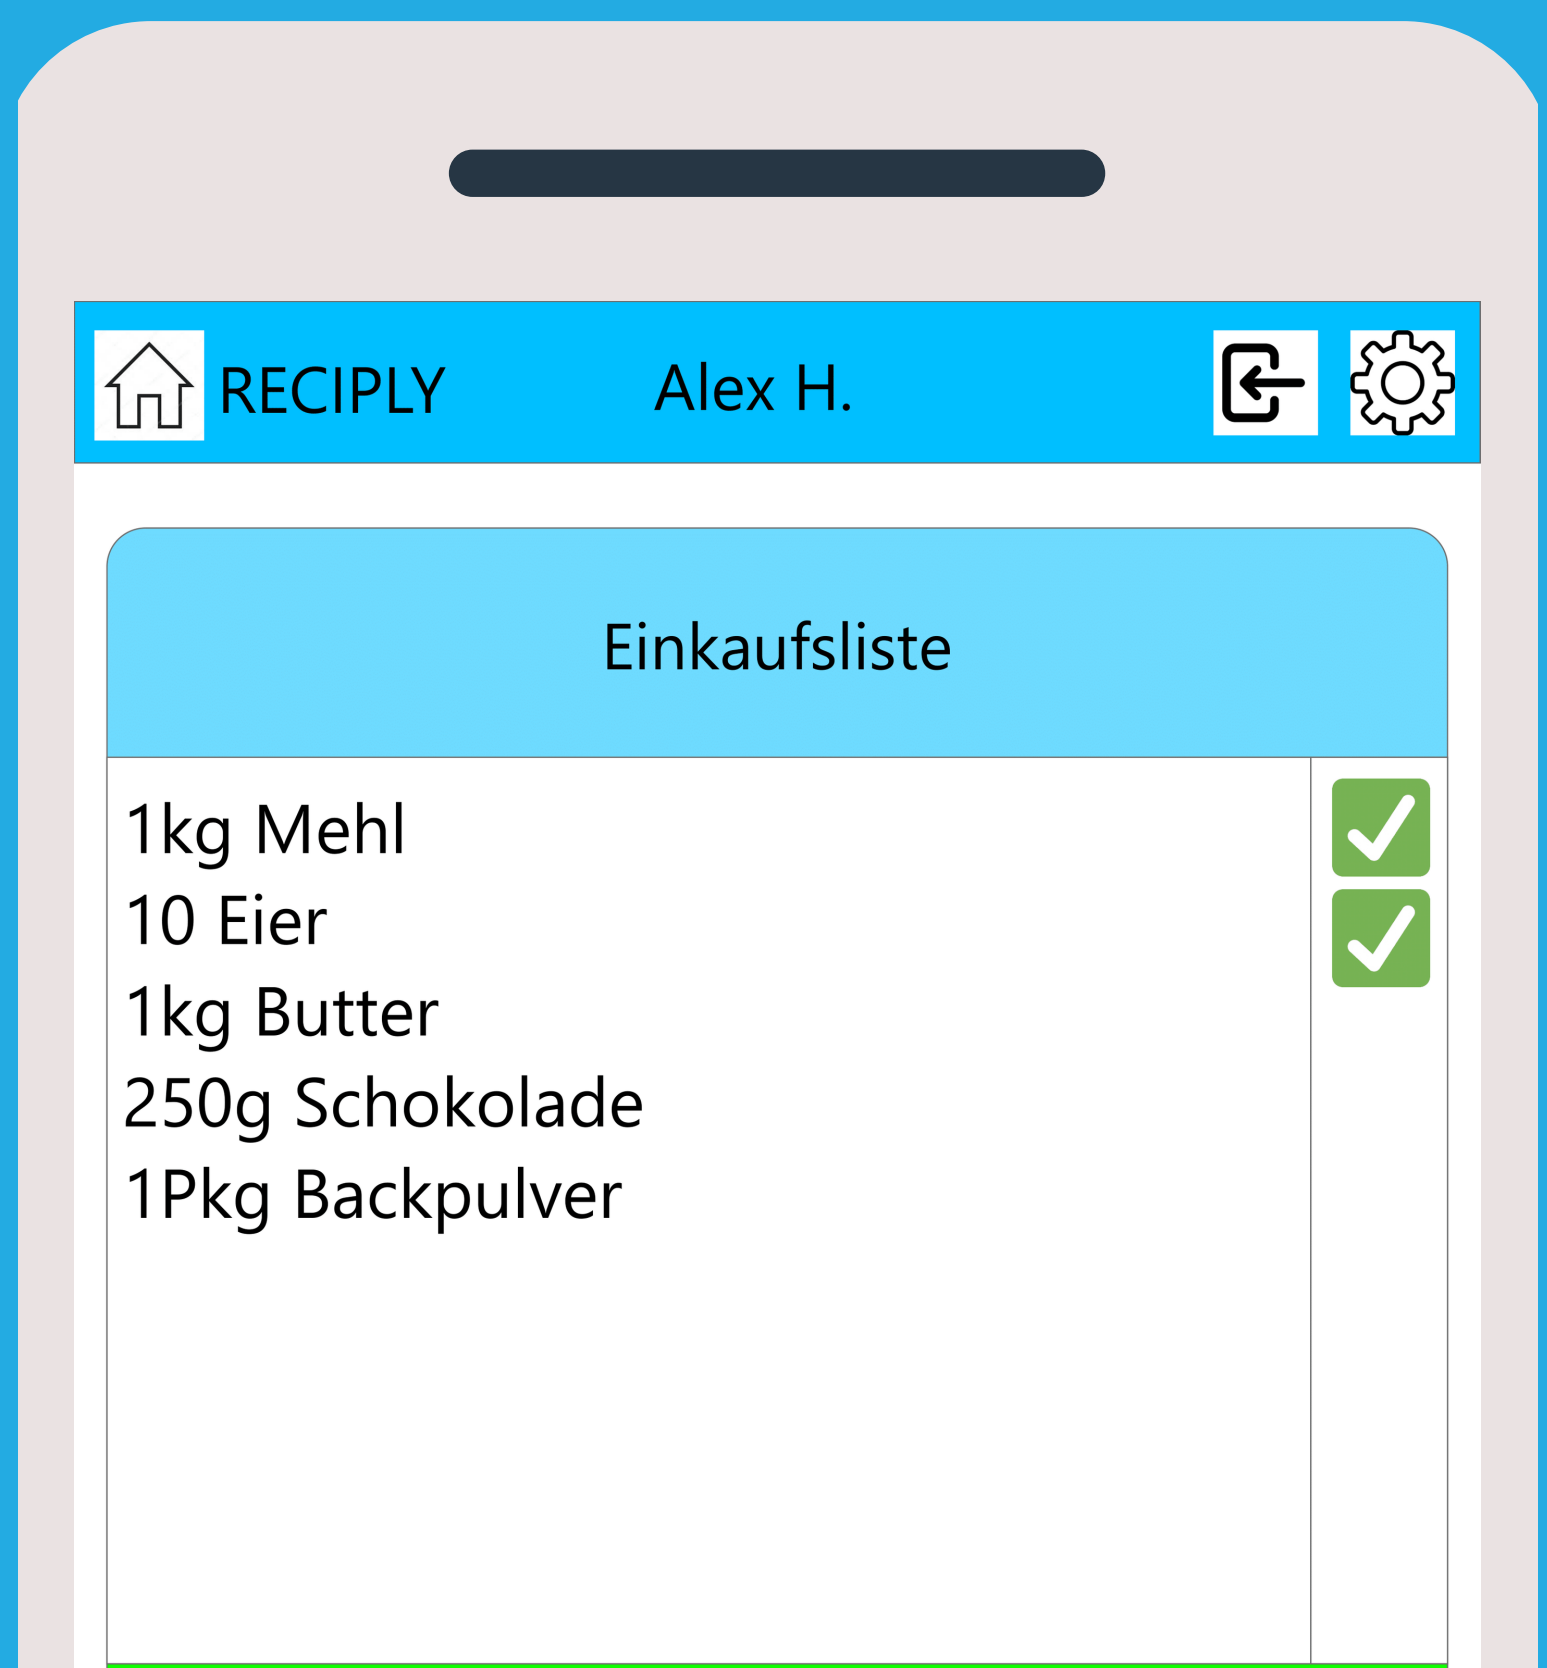 RECIPLY Alex H.
Einkaufsliste
1kg Mehl
10 Eier
1kg Butter
250g Schokolade
1Pkg Backpulver